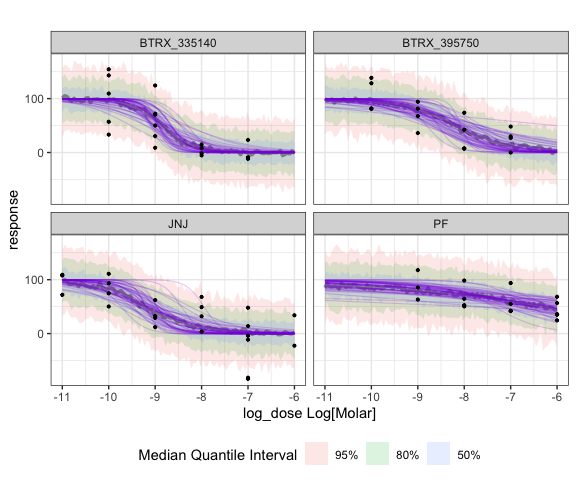 BTRX_335140
BTRX_395750
100
0
response
JNJ
PF
100
0
-11 -10 -9 -8 -7 -6 -11 -10 -9 -8 -7 -6
log_dose Log[Molar]
Median Quantile Interval 95% 80% 50%